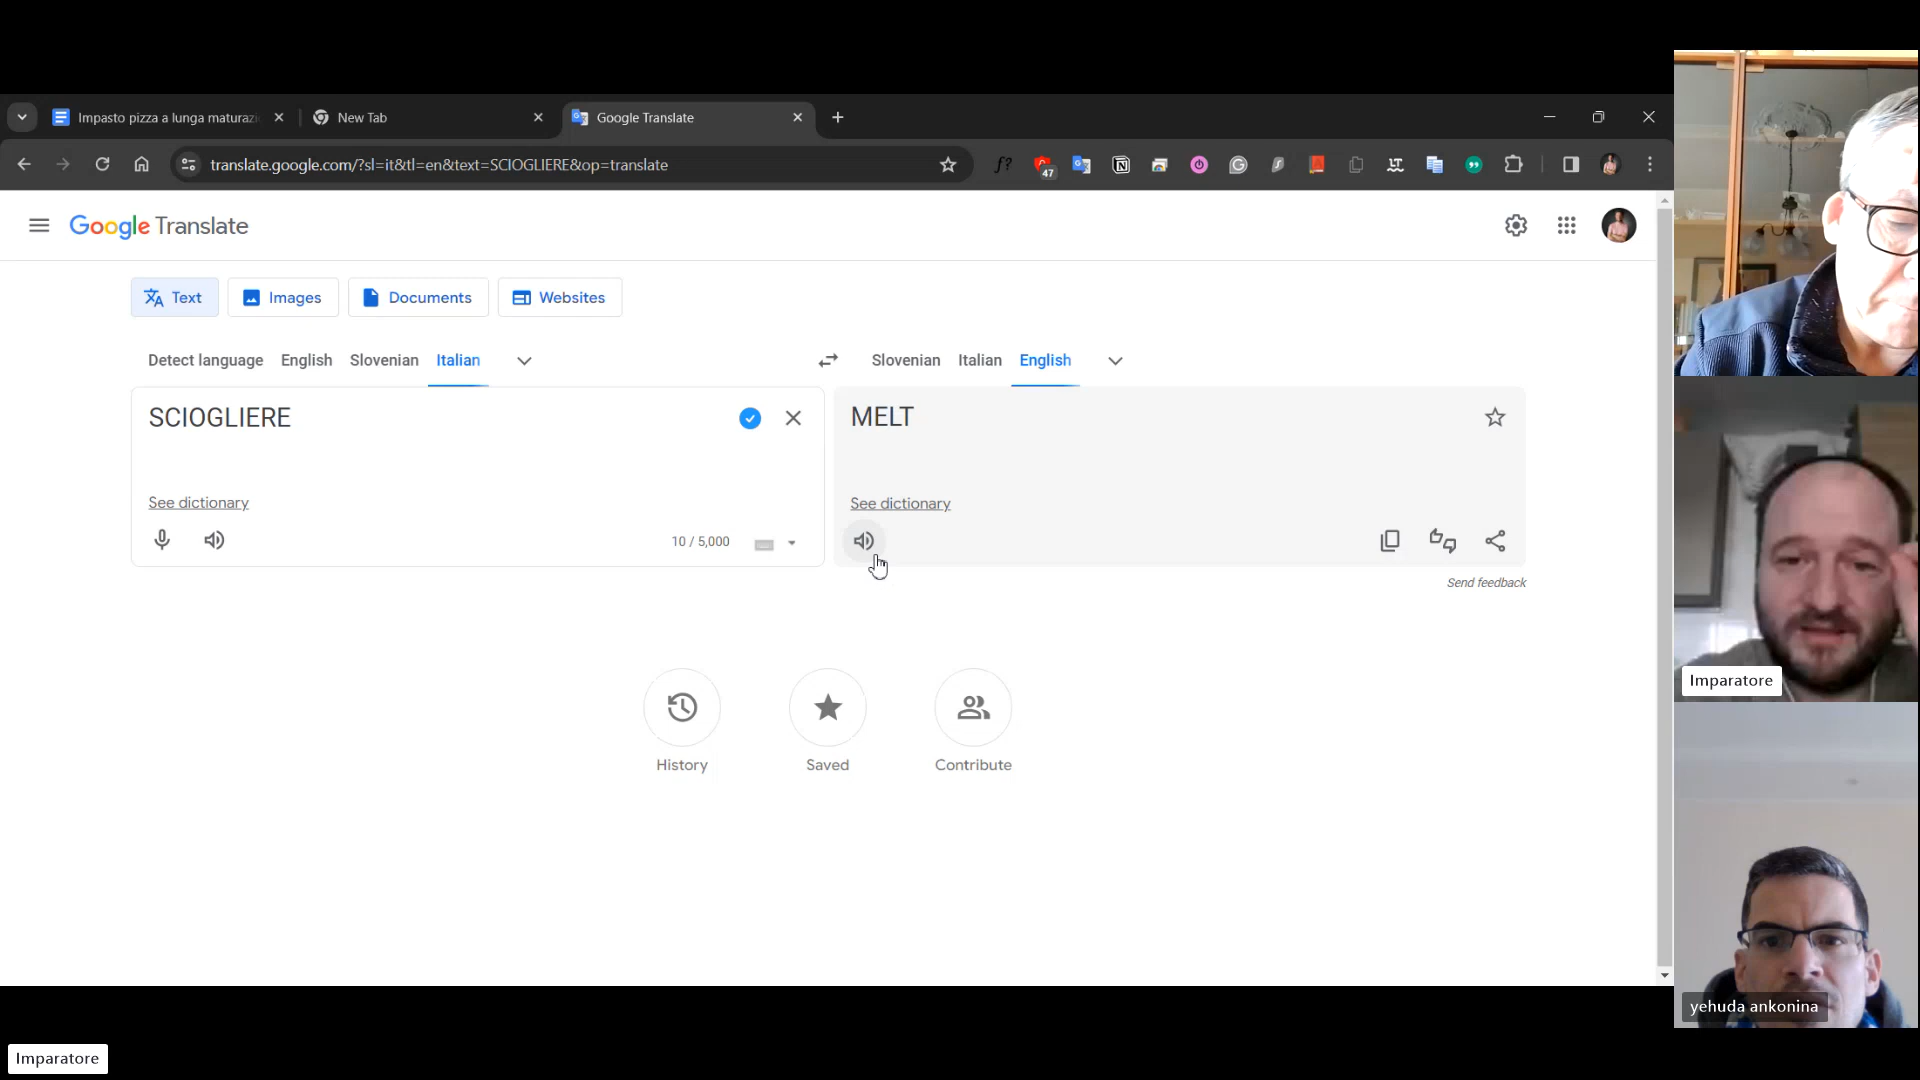 Impasto pizza a lunga maturazi
New Tab
Google Translate
translate.google.com/?sl=it&tl=en&text=SCIOGLIERE&op=translate
47
Google Translate
Text
Images
Documents
Websites
Detect language
English
Slovenian
Italian
Slovenian
Italian
English
SCIOGLIERE
MELT
See dictionary
See dictionary
10 / 5,000
Send feedback
History
Saved
Contribute
Imparatore
yehuda ankonina
Imparatore